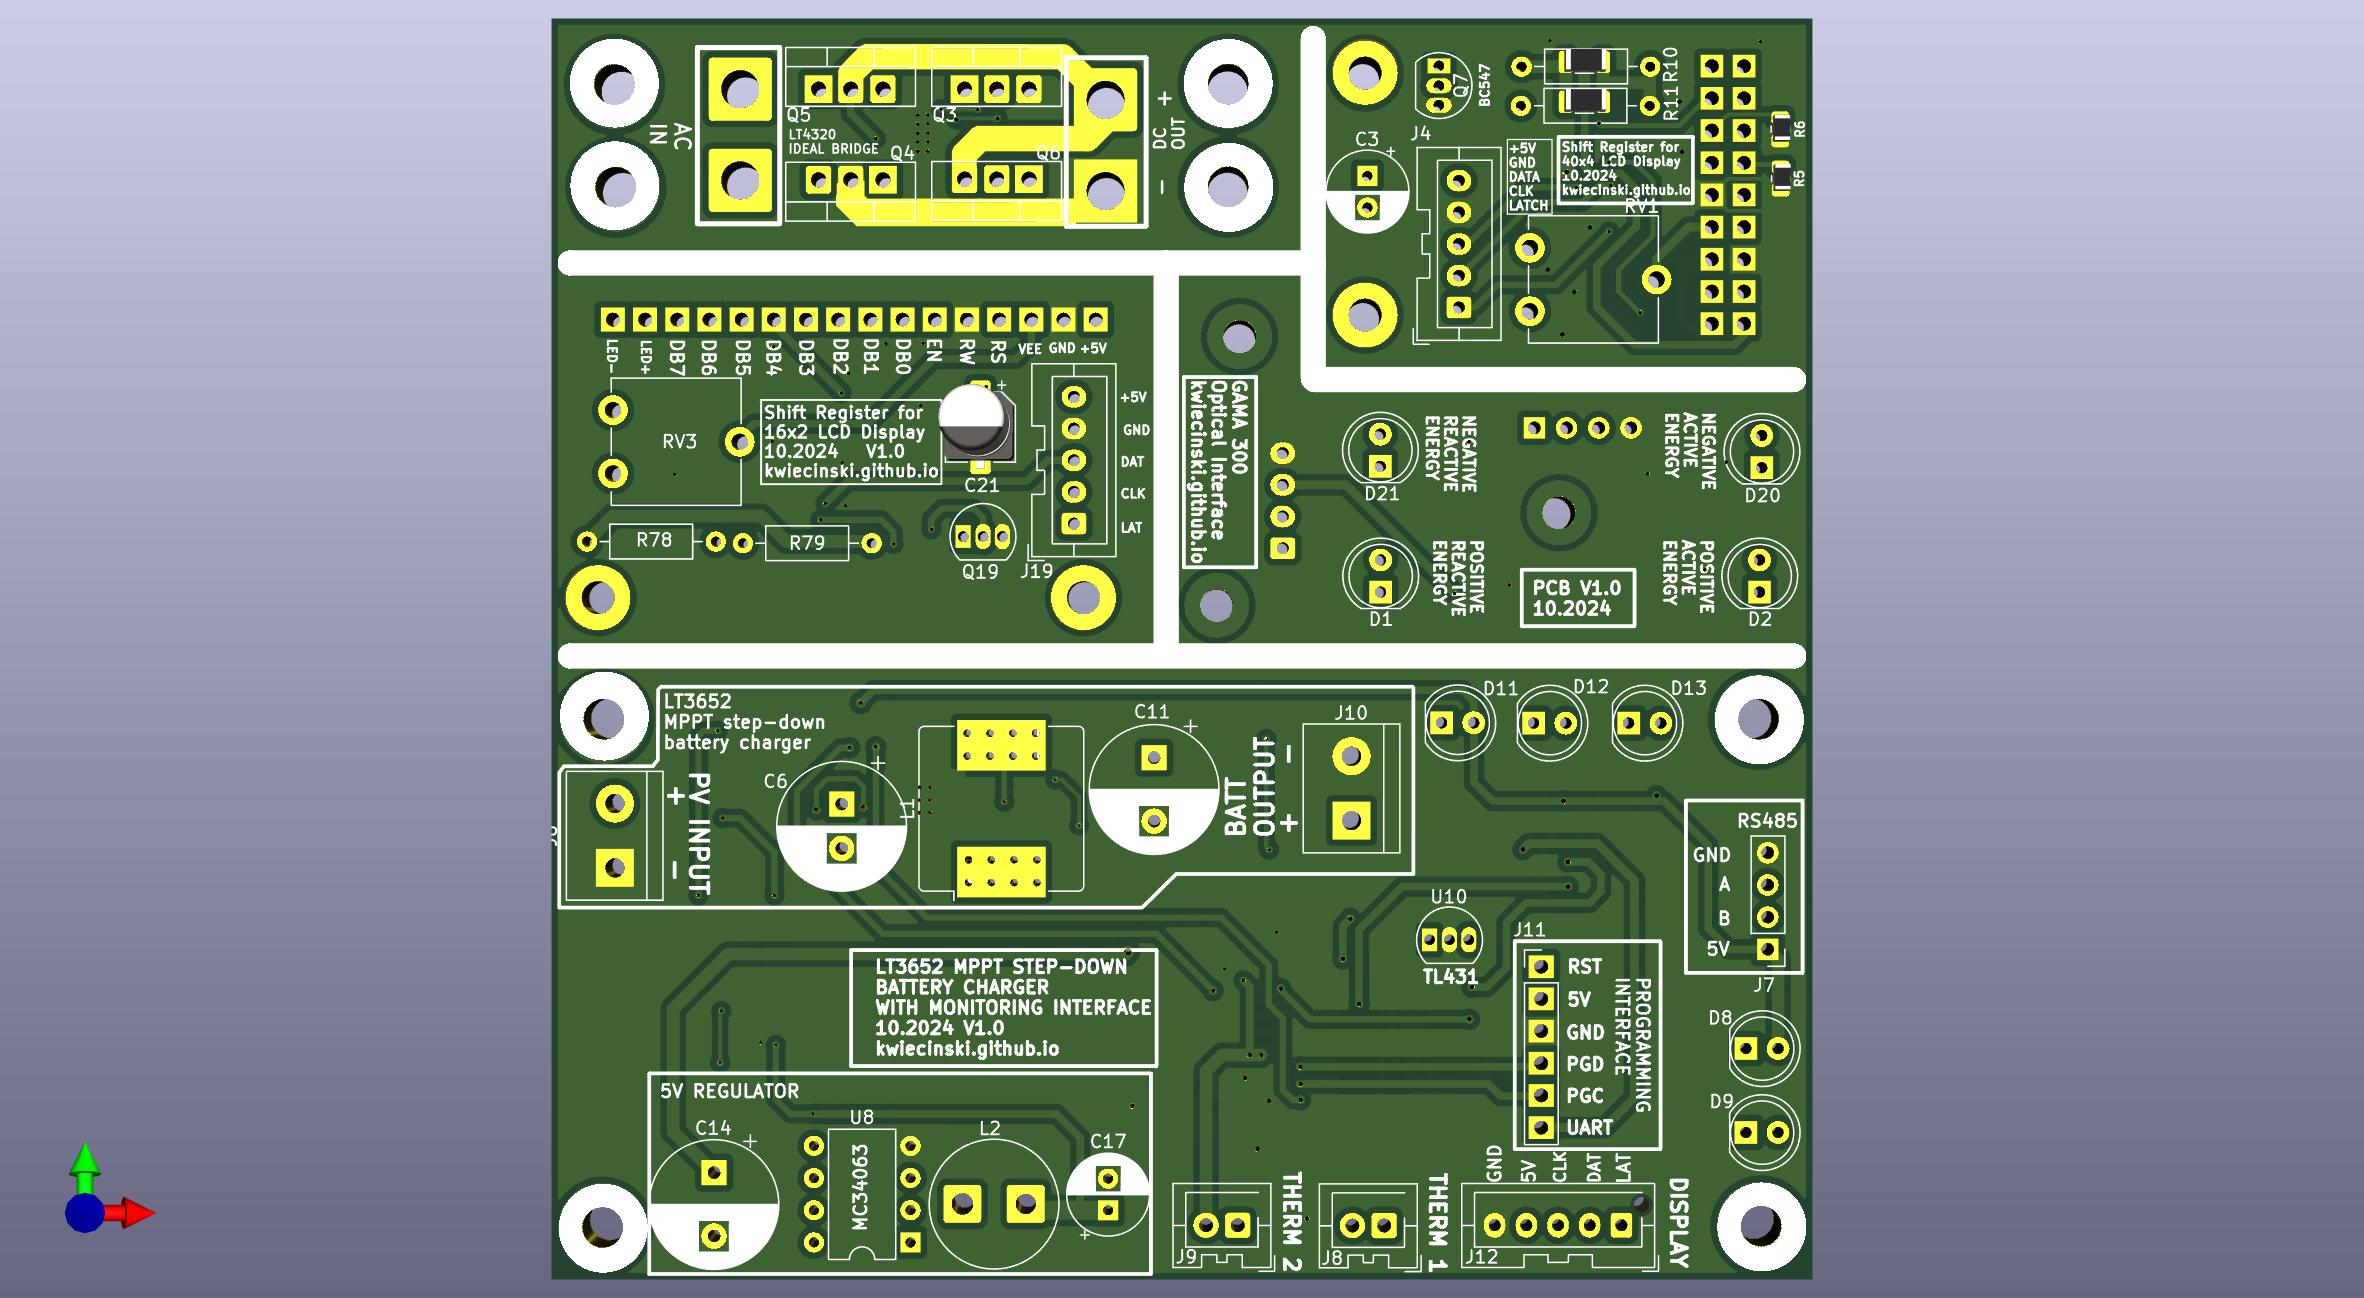 AC
IN
Q5
LT4320
IDEAL BRIDGE
Q3
Q4
Q6
+
DC
OUT
-
Q7
BC547
R10
R11
R6
R5
C3
+
J4
+5V
GND
DATA
CLK
LATCH
Shift Register for
40x4 LCD Display
10.2024
kwiecinski.github.io
RV1
LED-
LED+
DB7
DB6
DB5
DB4
DB3
DB2
DB1
DB0
EN
RW
RS
VEE GND +5V
RV3
Shift Register for
16x2 LCD Display
10.2024 V1.0
kwiecinski.github.io
+
C21
+5V
GND
DAT
CLK
LAT
J19
R78
R79
Q19
GAMA 300
Optical Interface
kwiecinski.github.io
D21
NEGATIVE
REACTIVE
ENERGY
NEGATIVE
ACTIVE
ENERGY
D20
D1
POSITIVE
REACTIVE
ENERGY
PCB V1.0
10.2024
POSITIVE
ACTIVE
ENERGY
D2
LT3652
MPPT step-down
battery charger
+
PV INPUT
-
C6
+
L1
C11
+
BATT
OUTPUT
-
+
J10
D11
D12
D13
RS485
GND
A
B
5V
J7
U10
TL431
J11
RST
5V
GND
PGD
PGC
UART
PROGRAMMING
INTERFACE
LT3652 MPPT STEP-DOWN
BATTERY CHARGER
WITH MONITORING INTERFACE
10.2024 V1.0
kwiecinski.github.io
D8
D9
5V REGULATOR
C14
+
U8
MC34063
L2
C17
+
J9
THERM 2
J8
THERM 1
GND
5V
CLK
DAT
LAT
J12
DISPLAY